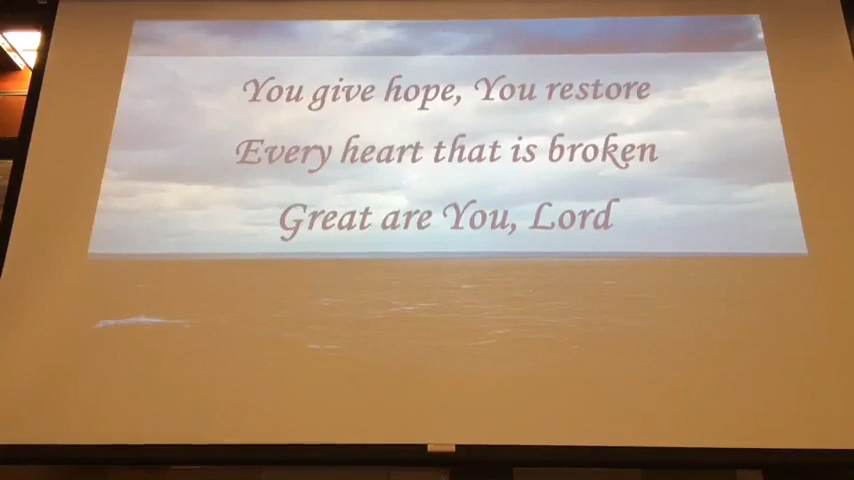 You give hope, You restore
Every heart that is broken
Great are You, Lord